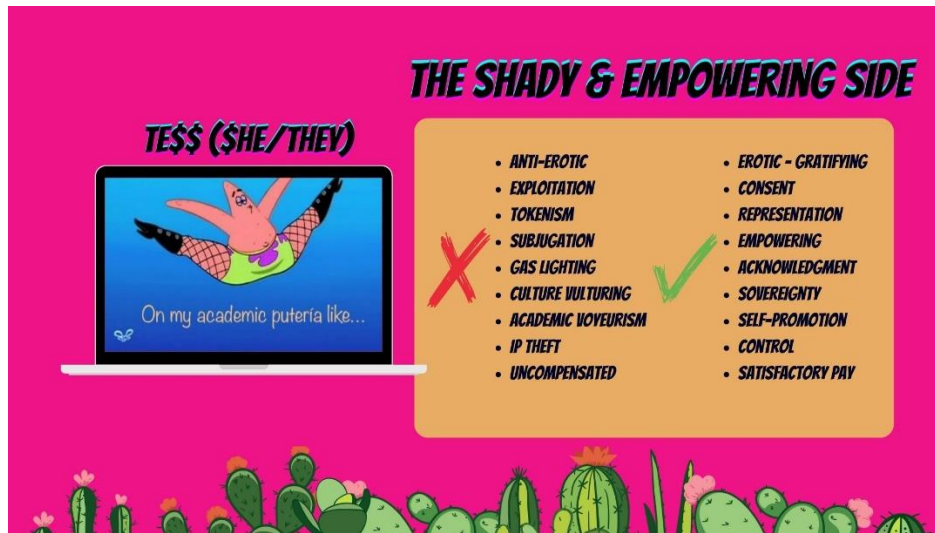 THE SHADY & EMPOWERING SIDE
TE$$ ($HE/THEY)
On my academic putería like...
• ANTI-EROTIC
• EXPLOITATION
• TOKENISM
• SUBJUGATION
• GAS LIGHTING
• CULTURE VULTURING
• ACADEMIC VOYEURISM
• IP THEFT
• UNCOMPENSATED
• EROTIC - GRATIFYING
• CONSENT
• REPRESENTATION
• EMPOWERING
• ACKNOWLEDGMENT
• SOVEREIGNTY
• SELF-PROMOTION
• CONTROL
• SATISFACTORY PAY